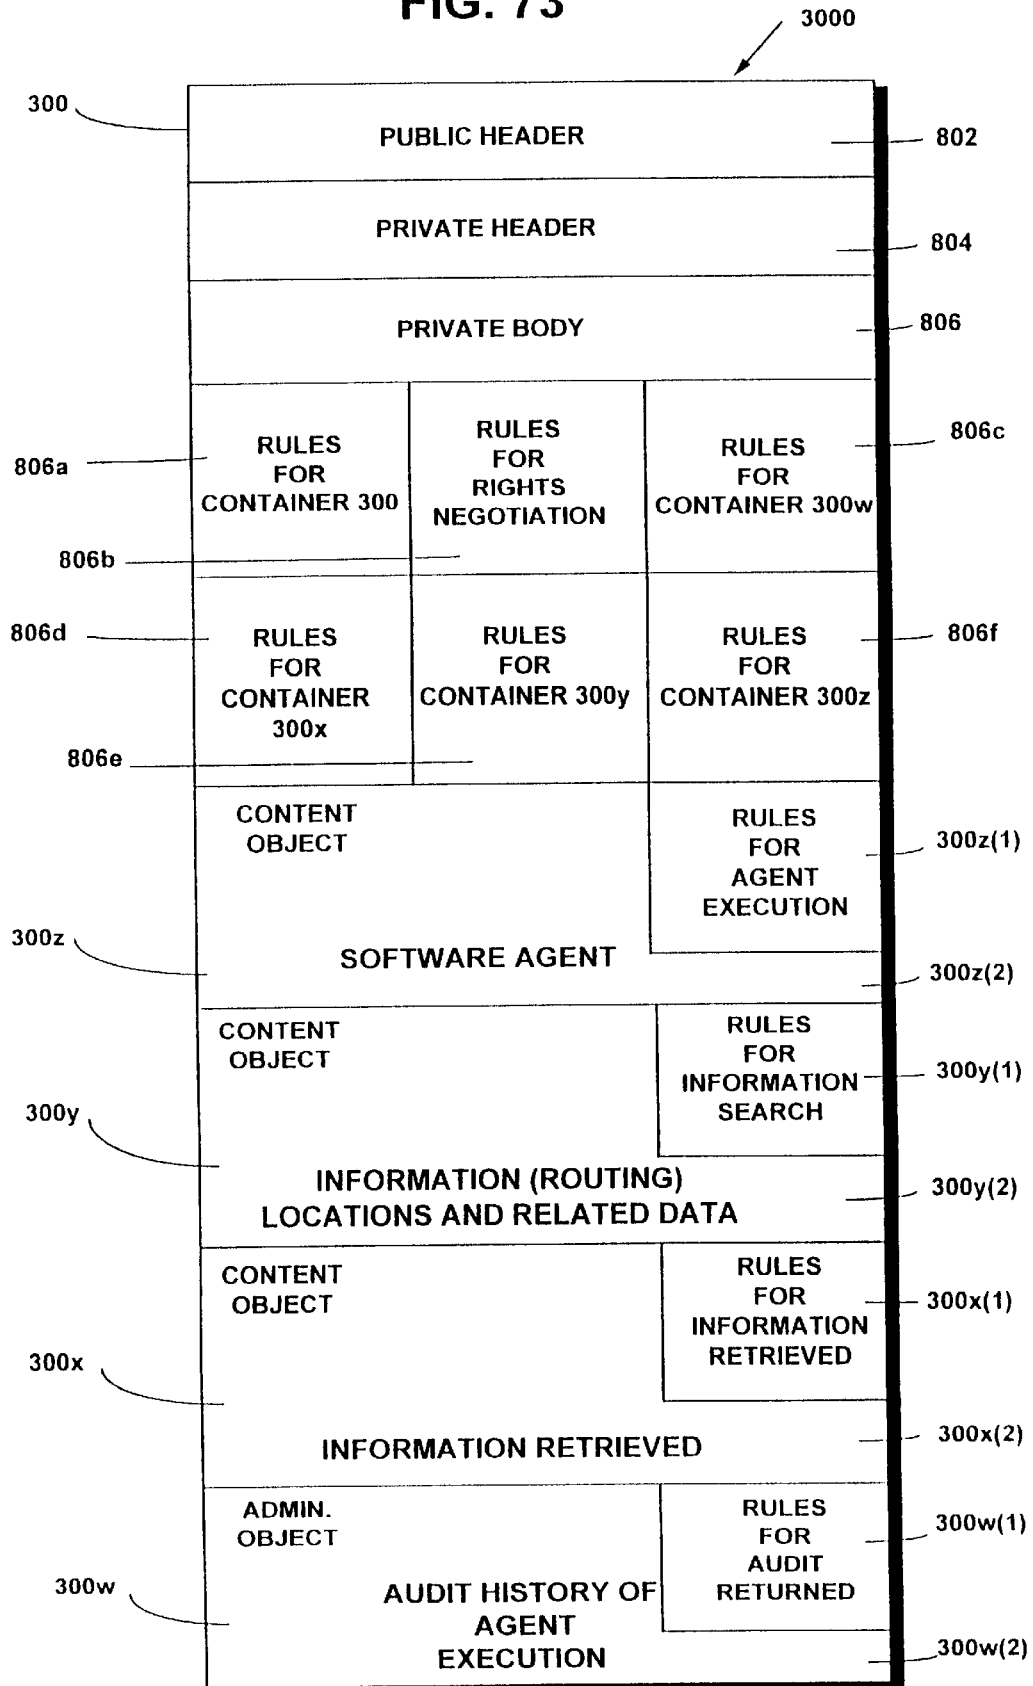 FIG. 73
3000
300
PUBLIC HEADER
802
PRIVATE HEADER
804
PRIVATE BODY
806
806a
RULES
FOR
CONTAINER 300
RULES
FOR
RIGHTS
NEGOTIATION
RULES
FOR
CONTAINER 300w
806c
806b
806d
RULES
FOR
CONTAINER
300x
RULES
FOR
CONTAINER 300y
RULES
FOR
CONTAINER 300z
806f
806e
CONTENT
OBJECT
RULES
FOR
AGENT
EXECUTION
300z(1)
300z
SOFTWARE AGENT
300z(2)
CONTENT
OBJECT
RULES
FOR
INFORMATION
SEARCH
300y(1)
300y
INFORMATION (ROUTING)
LOCATIONS AND RELATED DATA
300y(2)
CONTENT
OBJECT
RULES
FOR
INFORMATION
RETRIEVED
300x(1)
300x
INFORMATION RETRIEVED
300x(2)
ADMIN.
OBJECT
RULES
FOR
AUDIT
RETURNED
300w(1)
300w
AUDIT HISTORY OF
AGENT
EXECUTION
300w(2)